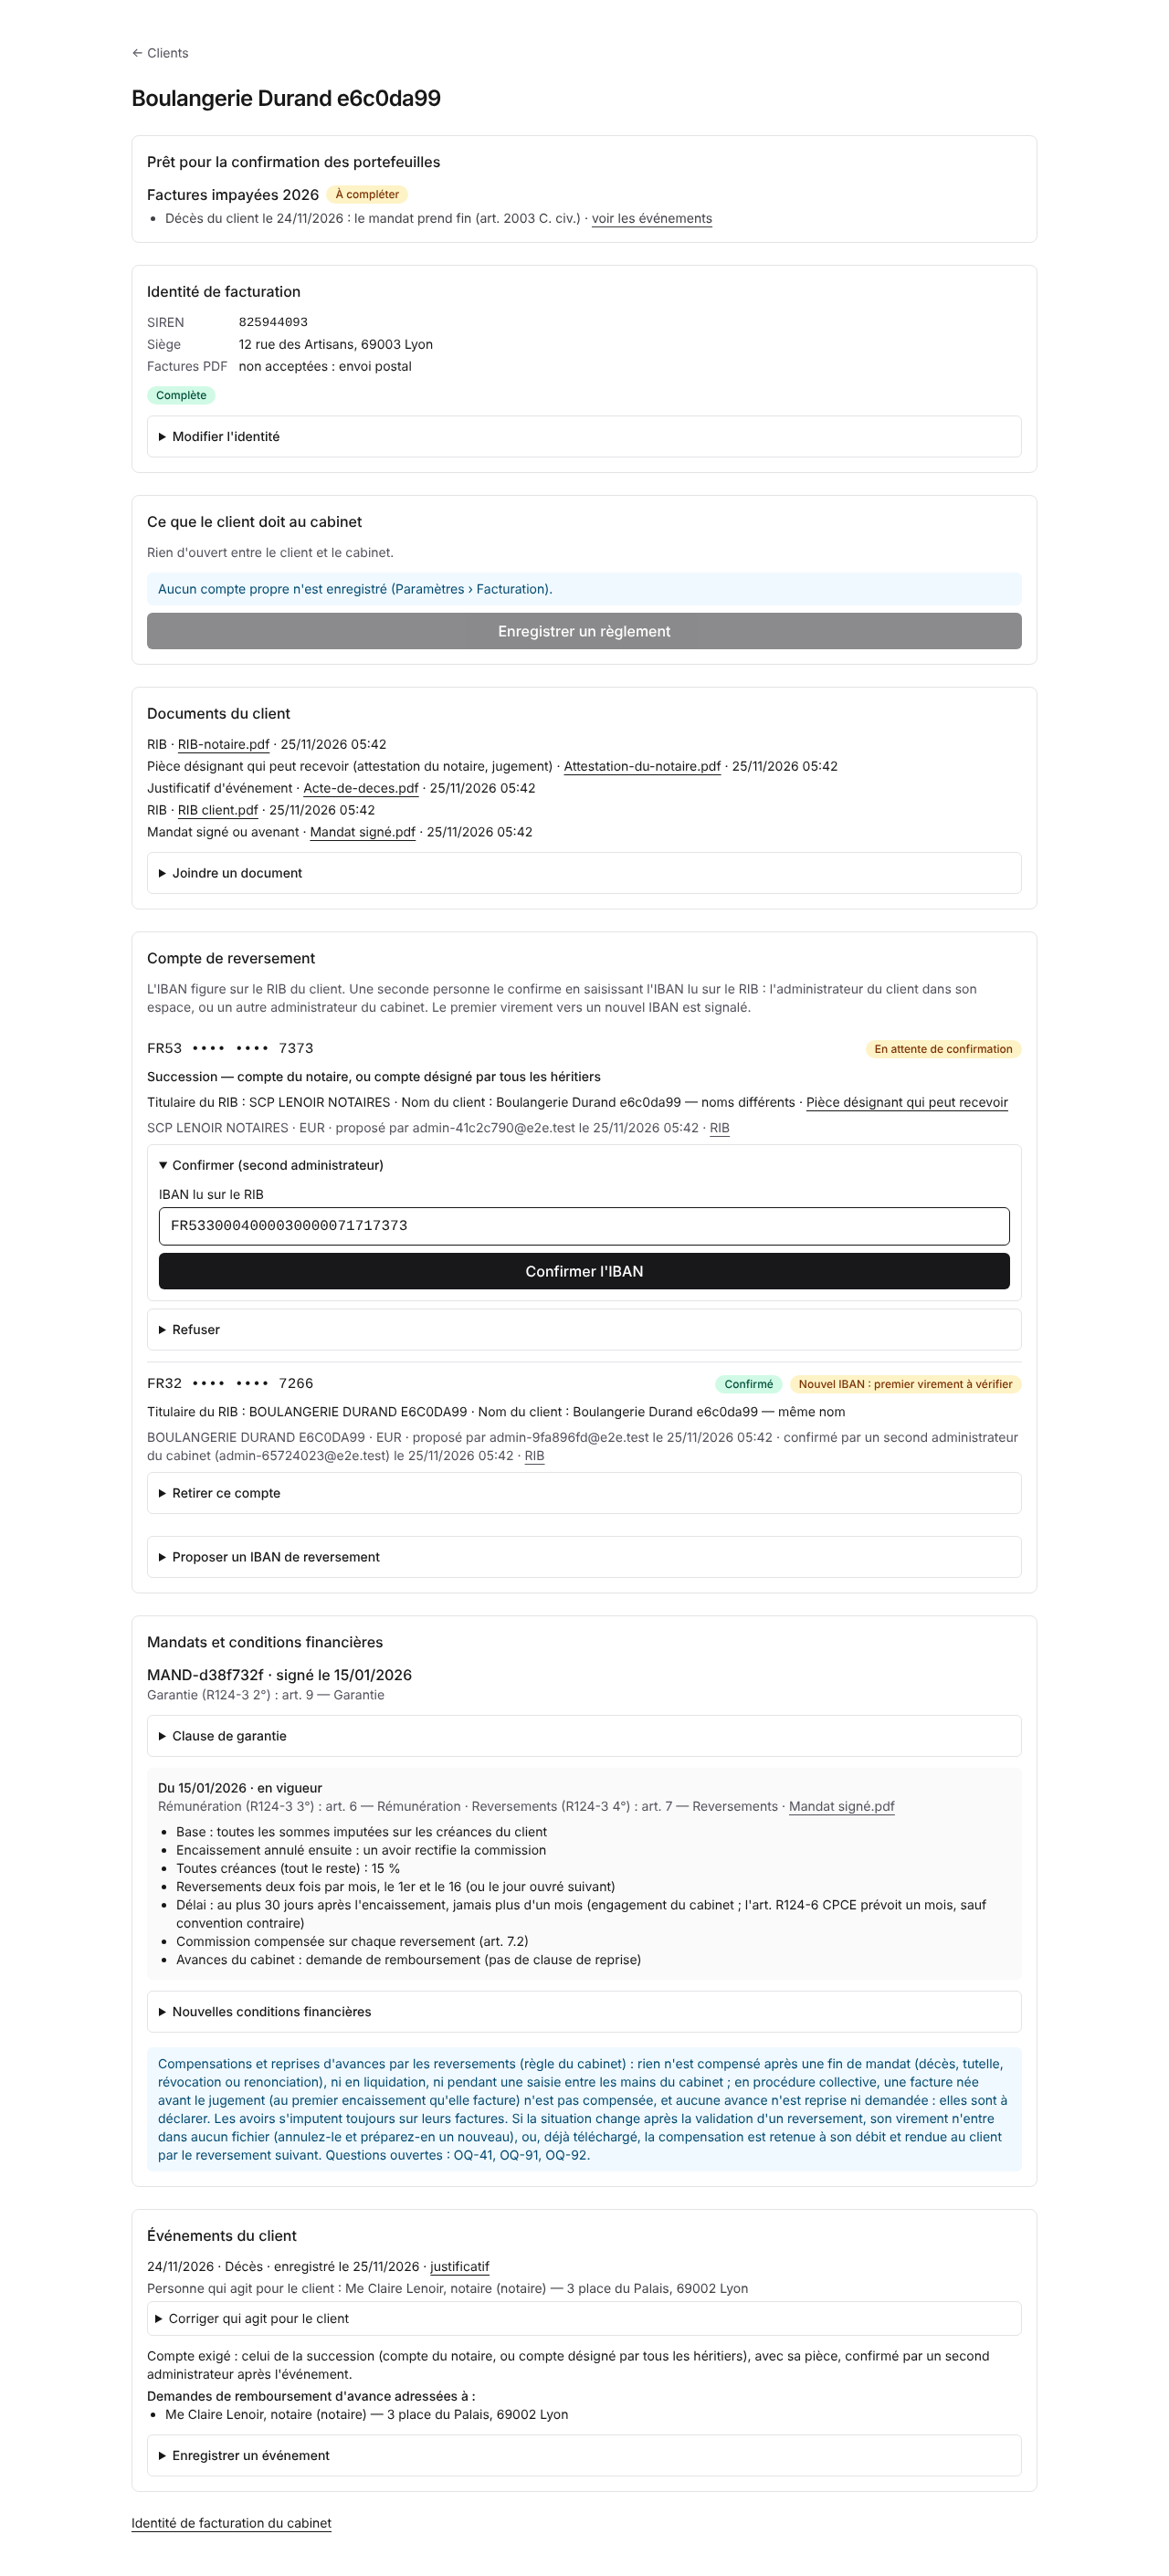 ← Clients
Boulangerie Durand e6c0da99
Prêt pour la confirmation des portefeuilles
Factures impayées 2026 À compléter
• Décès du client le 24/11/2026 : le mandat prend fin (art. 2003 C. civ.) · voir les événements
Identité de facturation
SIREN 825944093
Siège 12 rue des Artisans, 69003 Lyon
Factures PDF non acceptées : envoi postal
Complète
▶ Modifier l'identité
Ce que le client doit au cabinet
Rien d'ouvert entre le client et le cabinet.
Aucun compte propre n'est enregistré (Paramètres › Facturation).
Enregistrer un règlement
Documents du client
RIB · RIB-notaire.pdf · 25/11/2026 05:42
Pièce désignant qui peut recevoir (attestation du notaire, jugement) · Attestation-du-notaire.pdf · 25/11/2026 05:42
Justificatif d'événement · Acte-de-deces.pdf · 25/11/2026 05:42
RIB · RIB client.pdf · 25/11/2026 05:42
Mandat signé ou avenant · Mandat signé.pdf · 25/11/2026 05:42
▶ Joindre un document
Compte de reversement
L'IBAN figure sur le RIB du client. Une seconde personne le confirme en saisissant l'IBAN lu sur le RIB : l'administrateur du client dans son
espace, ou un autre administrateur du cabinet. Le premier virement vers un nouvel IBAN est signalé.
FR53 •••• •••• 7373 En attente de confirmation
Succession — compte du notaire, ou compte désigné par tous les héritiers
Titulaire du RIB : SCP LENOIR NOTAIRES · Nom du client : Boulangerie Durand e6c0da99 — noms différents · Pièce désignant qui peut recevoir
SCP LENOIR NOTAIRES · EUR · proposé par admin-41c2c790@e2e.test le 25/11/2026 05:42 · RIB
▼ Confirmer (second administrateur)
IBAN lu sur le RIB
FR5330004000030000071717373
Confirmer l'IBAN
▶ Refuser
FR32 •••• •••• 7266 Confirmé Nouvel IBAN : premier virement à vérifier
Titulaire du RIB : BOULANGERIE DURAND E6C0DA99 · Nom du client : Boulangerie Durand e6c0da99 — même nom
BOULANGERIE DURAND E6C0DA99 · EUR · proposé par admin-9fa896fd@e2e.test le 25/11/2026 05:42 · confirmé par un second administrateur
du cabinet (admin-65724023@e2e.test) le 25/11/2026 05:42 · RIB
▶ Retirer ce compte
▶ Proposer un IBAN de reversement
Mandats et conditions financières
MAND-d38f732f · signé le 15/01/2026
Garantie (R124-3 2°) : art. 9 — Garantie
▶ Clause de garantie
Du 15/01/2026 · en vigueur
Rémunération (R124-3 3°) : art. 6 — Rémunération · Reversements (R124-3 4°) : art. 7 — Reversements · Mandat signé.pdf
• Base : toutes les sommes imputées sur les créances du client
• Encaissement annulé ensuite : un avoir rectifie la commission
• Toutes créances (tout le reste) : 15 %
• Reversements deux fois par mois, le 1er et le 16 (ou le jour ouvré suivant)
• Délai : au plus 30 jours après l'encaissement, jamais plus d'un mois (engagement du cabinet ; l'art. R124-6 CPCE prévoit un mois, sauf
convention contraire)
• Commission compensée sur chaque reversement (art. 7.2)
• Avances du cabinet : demande de remboursement (pas de clause de reprise)
▶ Nouvelles conditions financières
Compensations et reprises d'avances par les reversements (règle du cabinet) : rien n'est compensé après une fin de mandat (décès, tutelle,
révocation ou renonciation), ni en liquidation, ni pendant une saisie entre les mains du cabinet ; en procédure collective, une facture née
avant le jugement (au premier encaissement qu'elle facture) n'est pas compensée, et aucune avance n'est reprise ni demandée : elles sont à
déclarer. Les avoirs s'imputent toujours sur leurs factures. Si la situation change après la validation d'un reversement, son virement n'entre
dans aucun fichier (annulez-le et préparez-en un nouveau), ou, déjà téléchargé, la compensation est retenue à son débit et rendue au client
par le reversement suivant. Questions ouvertes : OQ-41, OQ-91, OQ-92.
Événements du client
24/11/2026 · Décès · enregistré le 25/11/2026 · justificatif
Personne qui agit pour le client : Me Claire Lenoir, notaire (notaire) — 3 place du Palais, 69002 Lyon
▶ Corriger qui agit pour le client
Compte exigé : celui de la succession (compte du notaire, ou compte désigné par tous les héritiers), avec sa pièce, confirmé par un second
administrateur après l'événement.
Demandes de remboursement d'avance adressées à :
• Me Claire Lenoir, notaire (notaire) — 3 place du Palais, 69002 Lyon
▶ Enregistrer un événement
Identité de facturation du cabinet